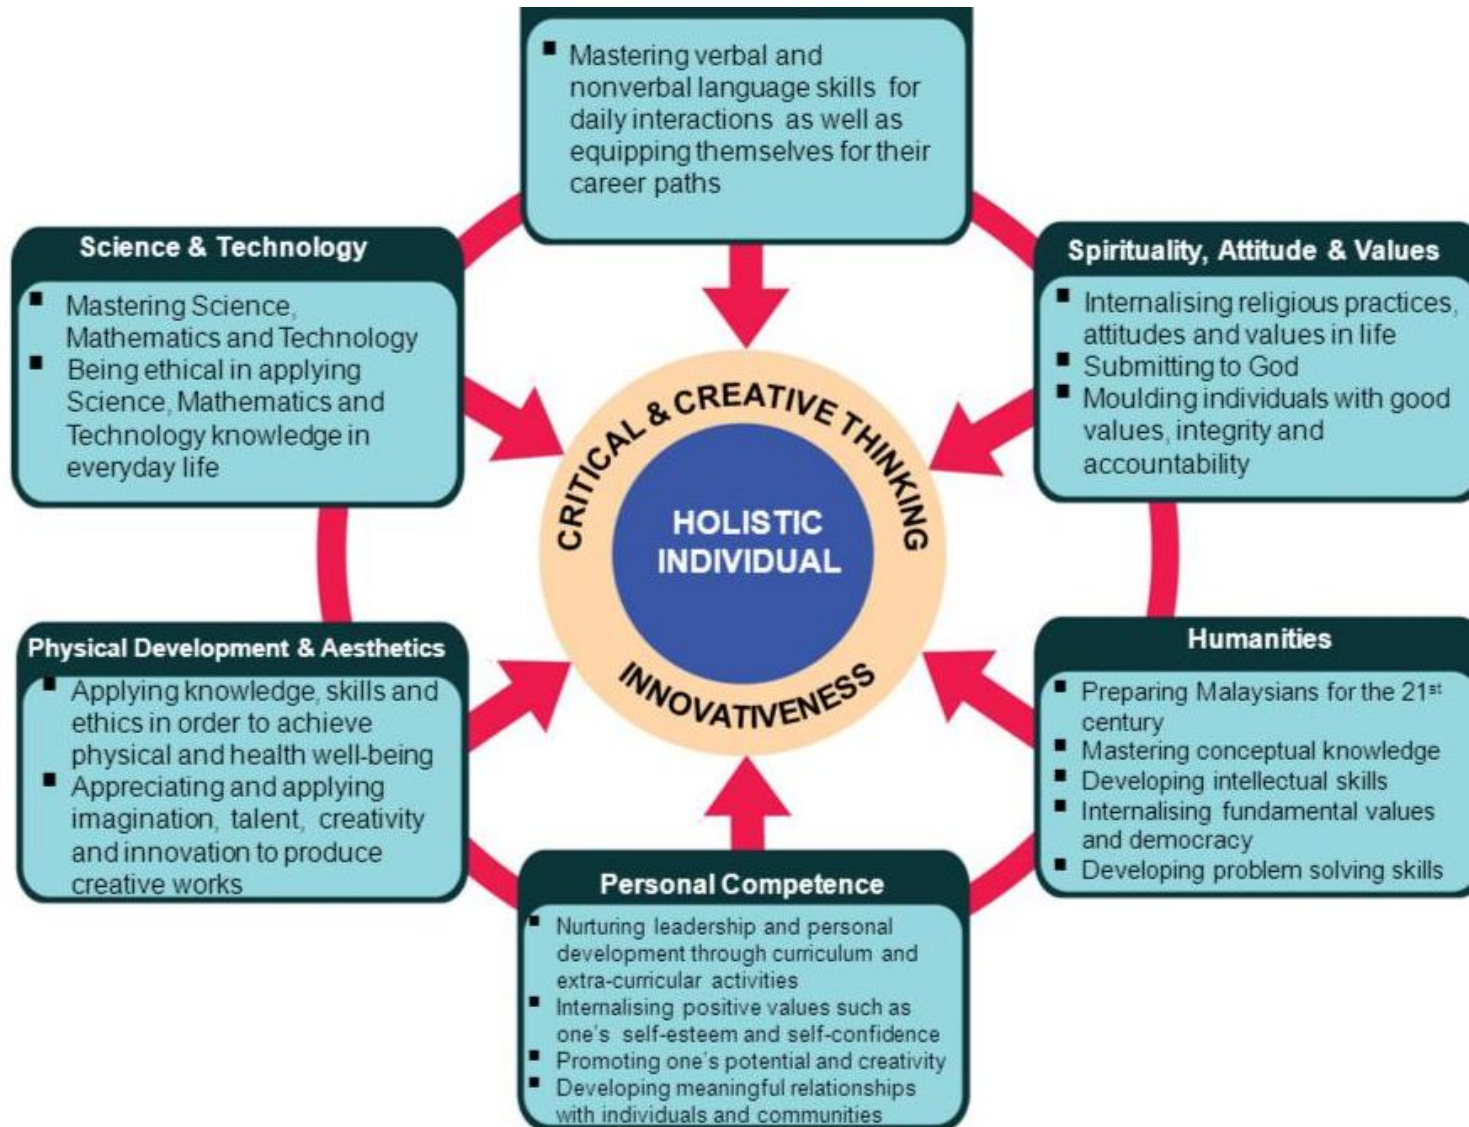 ▪ Mastering verbal and
nonverbal language skills for
daily interactions as well as
equipping themselves for their
career paths
Science & Technology
▪ Mastering Science,
Mathematics and Technology
▪ Being ethical in applying
Science, Mathematics and
Technology knowledge in
everyday life
Spirituality, Attitude & Values
▪ Internalising religious practices,
attitudes and values in life
▪ Submitting to God
▪ Moulding individuals with good
values, integrity and
accountability
CRITICAL & CREATIVE THINKING
HOLISTIC
INDIVIDUAL
INNOVATIVENESS
Physical Development & Aesthetics
▪ Applying knowledge, skills and
ethics in order to achieve
physical and health well-being
▪ Appreciating and applying
imagination, talent, creativity
and innovation to produce
creative works
Humanities
▪ Preparing Malaysians for the 21st
century
▪ Mastering conceptual knowledge
▪ Developing intellectual skills
▪ Internalising fundamental values
and democracy
▪ Developing problem solving skills
Personal Competence
▪ Nurturing leadership and personal
development through curriculum and
extra-curricular activities
▪ Internalising positive values such as
one's self-esteem and self-confidence
▪ Promoting one's potential and creativity
▪ Developing meaningful relationships
with individuals and communities